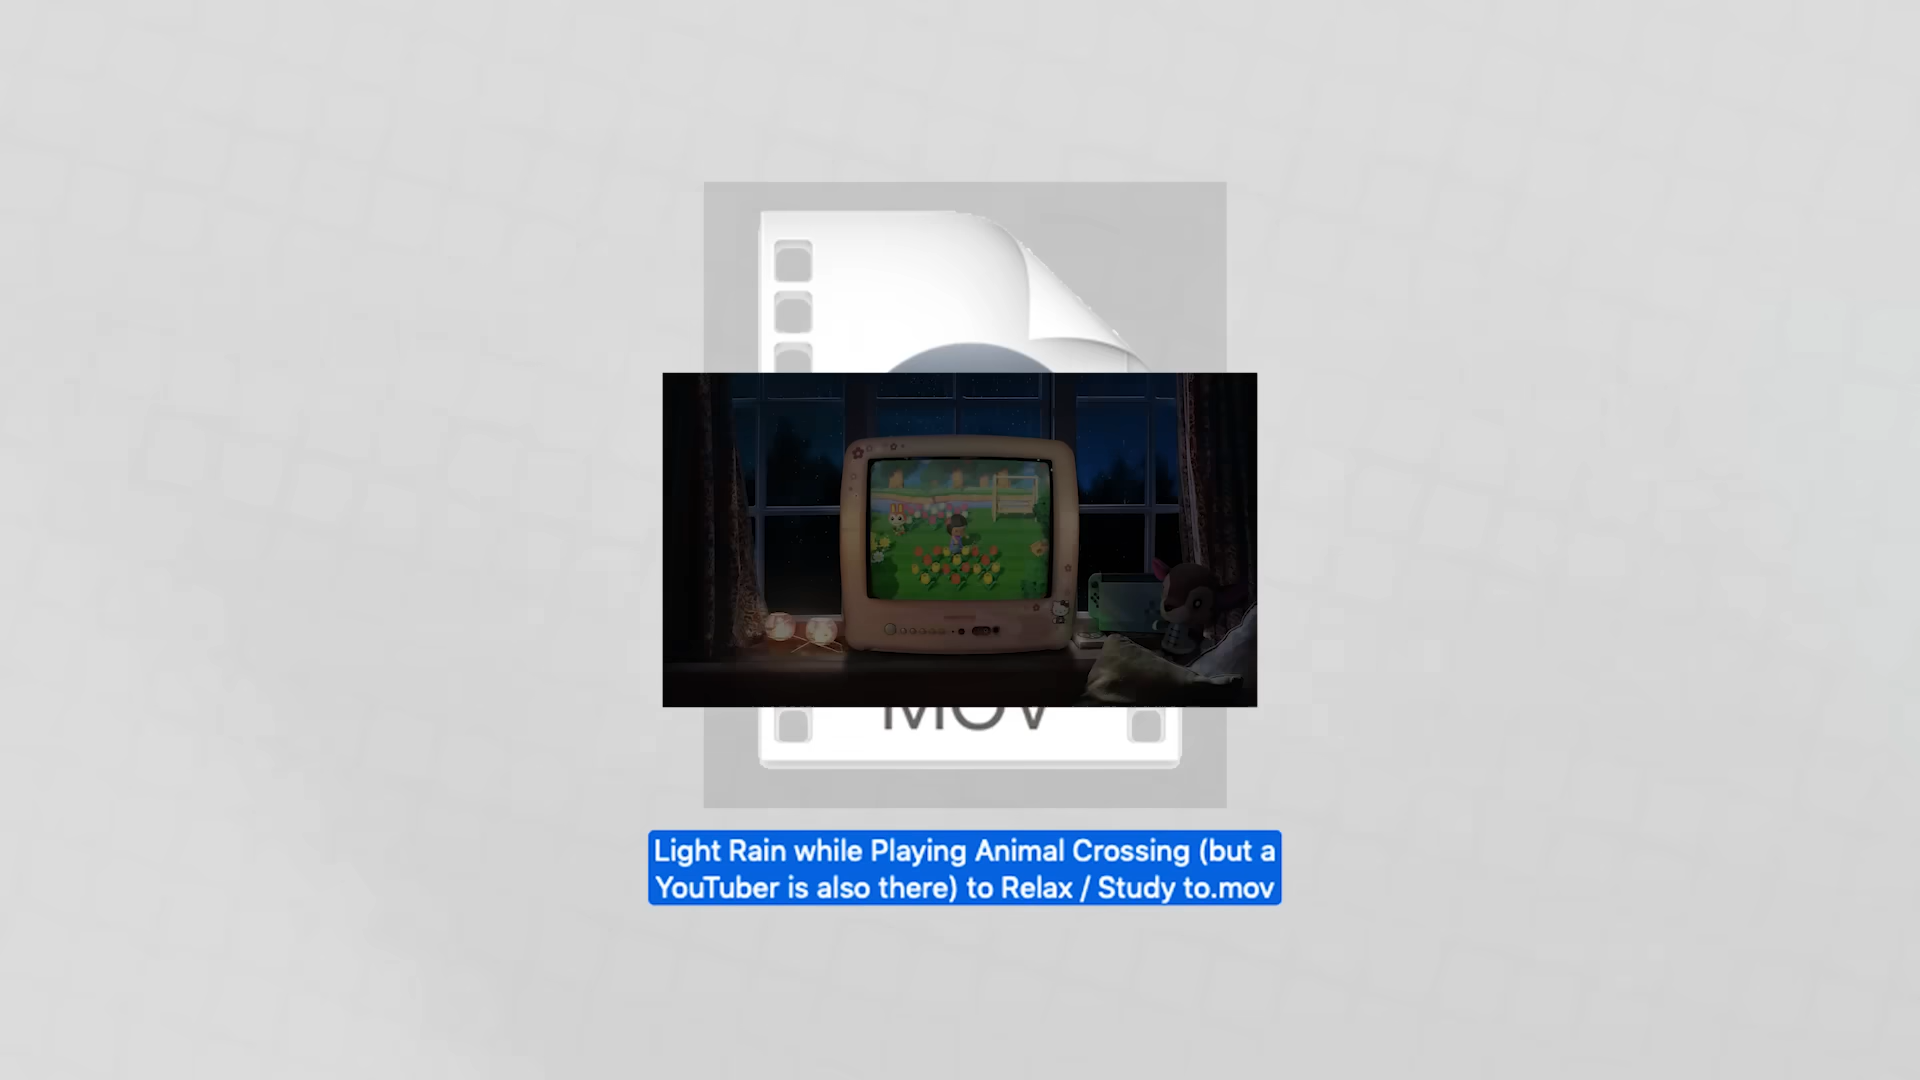 MOV
Light Rain while Playing Animal Crossing (but a
YouTuber is also there) to Relax / Study to.mov